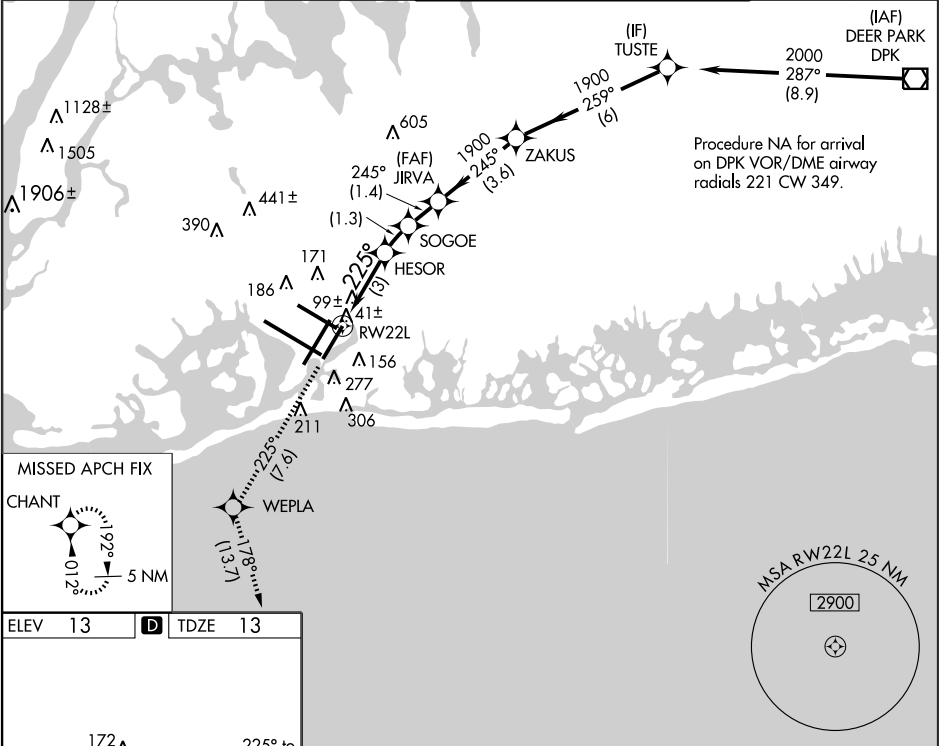 (IAF)
DEER PARK
DPK
(IF)
TUSTE
2000
287°
(8.9)
1900
259°
(6)
1128±
1505
1906±
605
ZAKUS
1900
245°
(3.6)
Procedure NA for arrival
on DPK VOR/DME airway
radials 221 CW 349.
(FAF)
JIRVA
245°
(1.4)
441±
390
(1.3)
SOGOE
HESOR
171
186
225°
(3)
99±
41±
RW22L
156
277
211
306
225°
(7.6)
WEPLA
178°
(13.7)
MISSED APCH FIX
CHANT
192°
012°
5 NM
MSA RW22L 25 NM
2900
ELEV 13 D TDZE 13
172
225° to